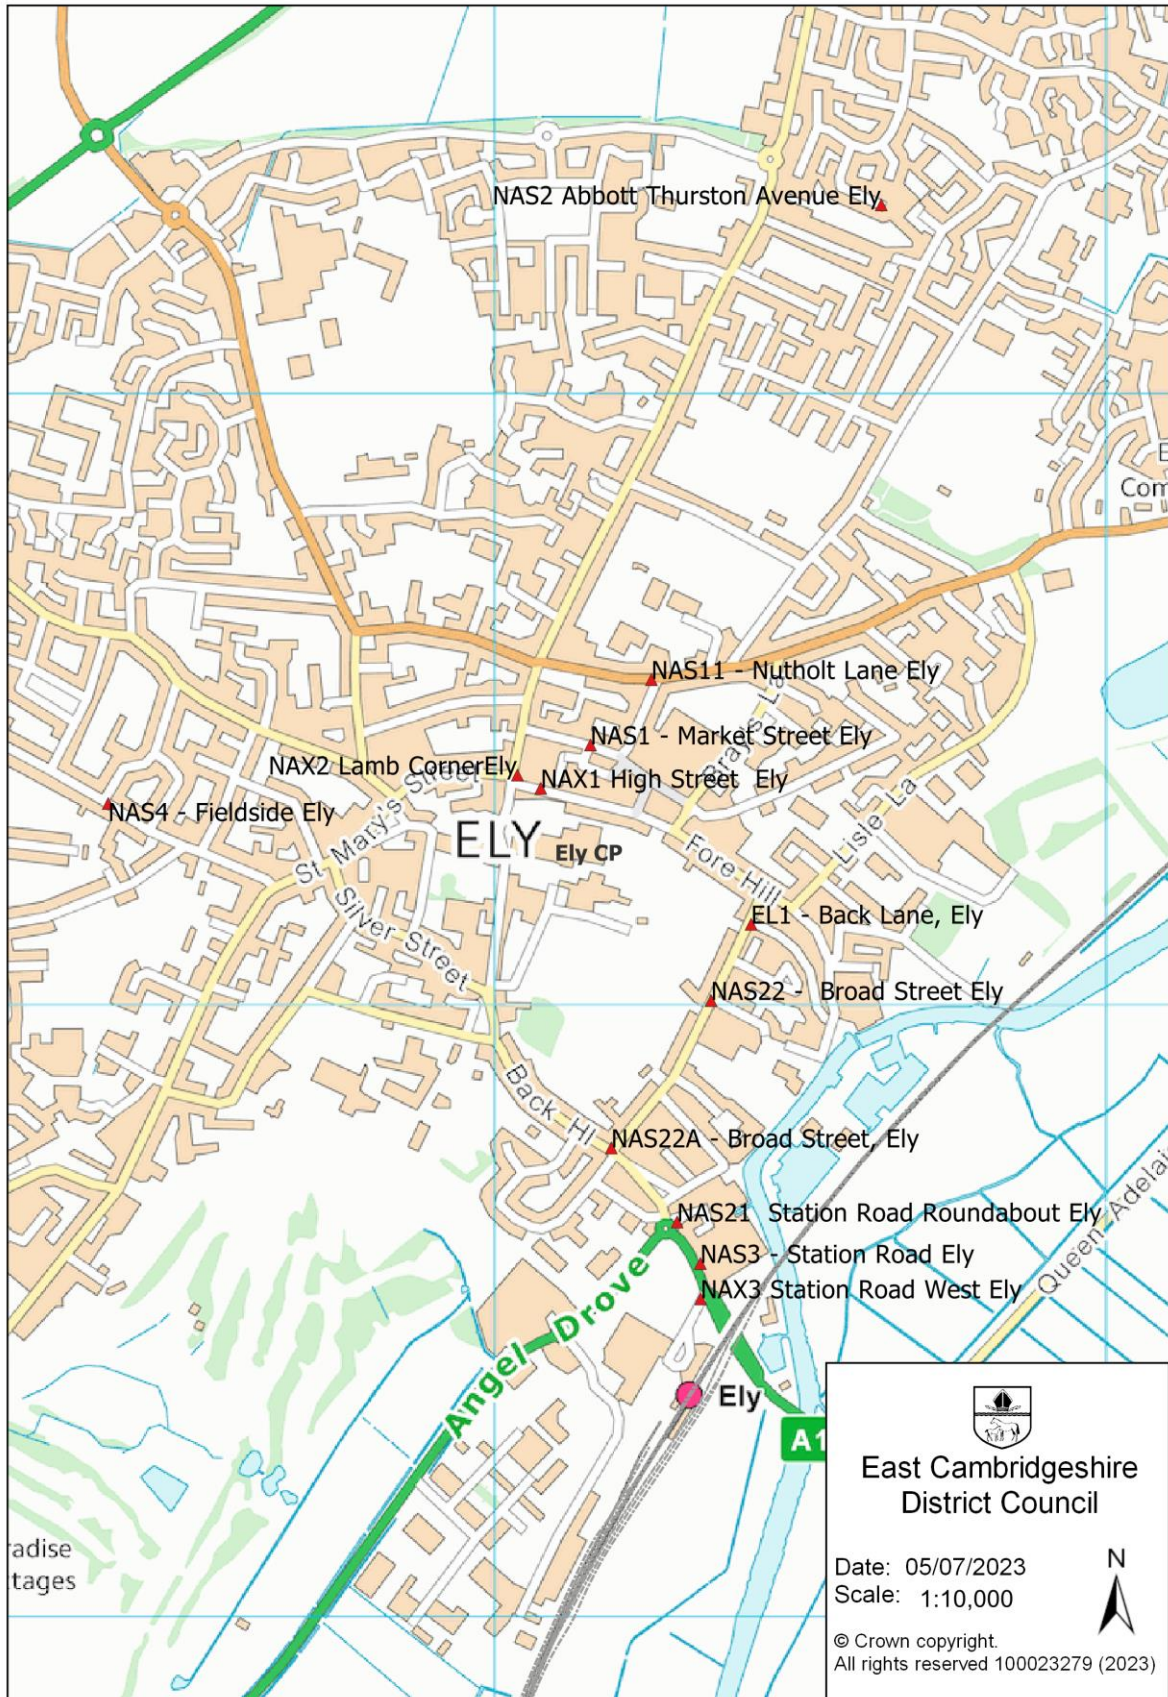 NAS2 Abbott Thurston Avenue Ely
Com
NAS11 - Nutholt Lane Ely
NAS1 - Market Street Ely
Prays La
NAX2 Lamb CornerEly
NAX1 High Street Ely
NAS4 - Fieldside Ely
St Mary's Street
ELY
Ely CP
Lisle La
Fore Hill
Silver Street
EL1 - Back Lane, Ely
NAS22 - Broad Street Ely
Back Hl
NAS22A - Broad Street, Ely
NAS21 Station Road Roundabout Ely
Queen Adelai
NAS3 - Station Road Ely
NAX3 Station Road West Ely
Angel Drove
Ely
A1
East Cambridgeshire
District Council
adise
tages
Date: 05/07/2023
Scale: 1:10,000
N
© Crown copyright.
All rights reserved 100023279 (2023)